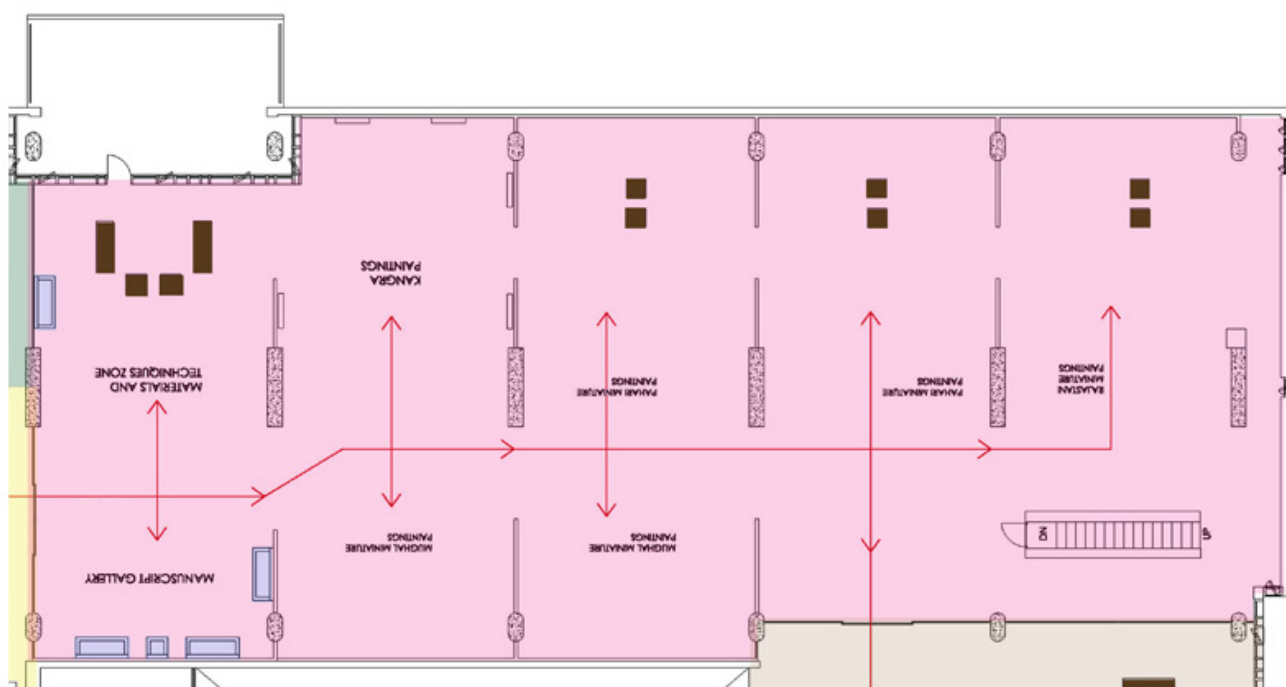 KANGRA
PAINTINGS
MATERIALS AND
TECHNIQUES ZONE
PAHARI MINIATURE
PAINTINGS
PAHARI MINIATURE
PAINTINGS
RAJASTANI
MINIATURE
PAINTINGS
MANUSCRIPT GALLERY
MUGHAL MINIATURE
PAINTINGS
MUGHAL MINIATURE
PAINTINGS
DN
UP